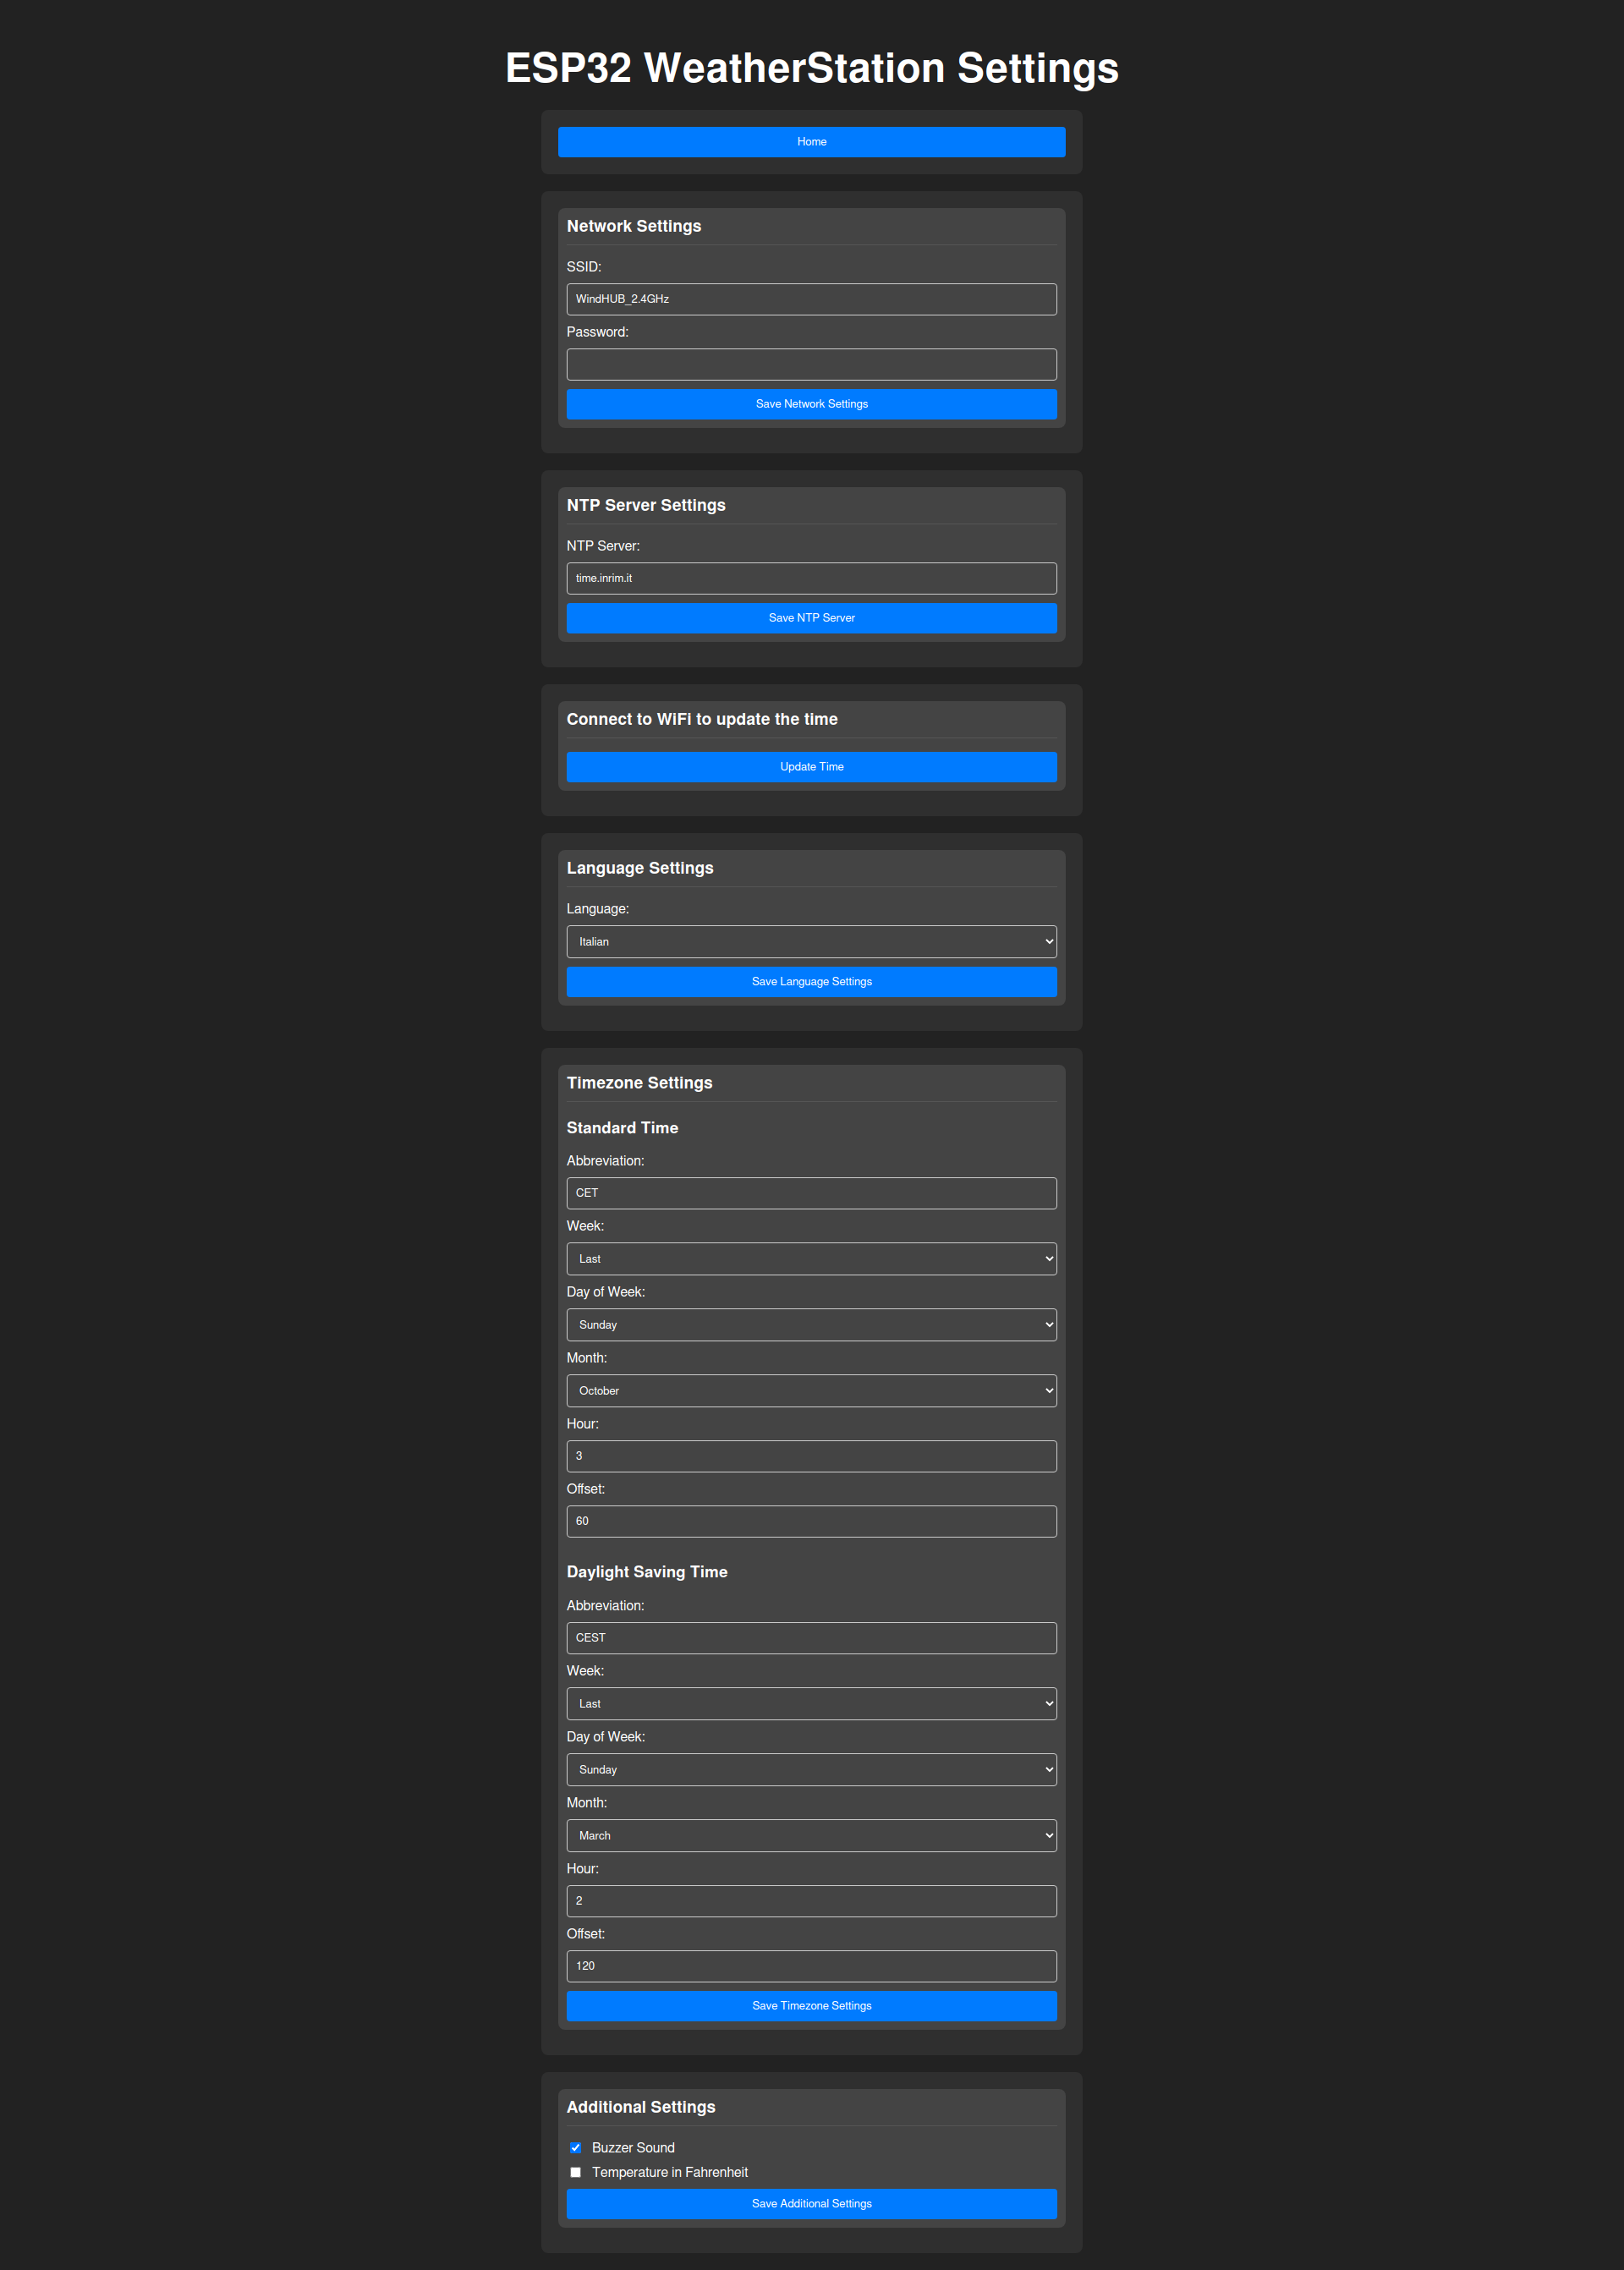 ESP32 WeatherStation Settings
Home
Network Settings
SSID:
WindHUB_2.4GHz
Password:
Save Network Settings
NTP Server Settings
NTP Server:
time.inrim.it
Save NTP Server
Connect to WiFi to update the time
Update Time
Language Settings
Language:
Italian
Save Language Settings
Timezone Settings
Standard Time
Abbreviation:
CET
Week:
Last
Day of Week:
Sunday
Month:
October
Hour:
3
Offset:
60
Daylight Saving Time
Abbreviation:
CEST
Week:
Last
Day of Week:
Sunday
Month:
March
Hour:
2
Offset:
120
Save Timezone Settings
Additional Settings
Buzzer Sound
Temperature in Fahrenheit
Save Additional Settings